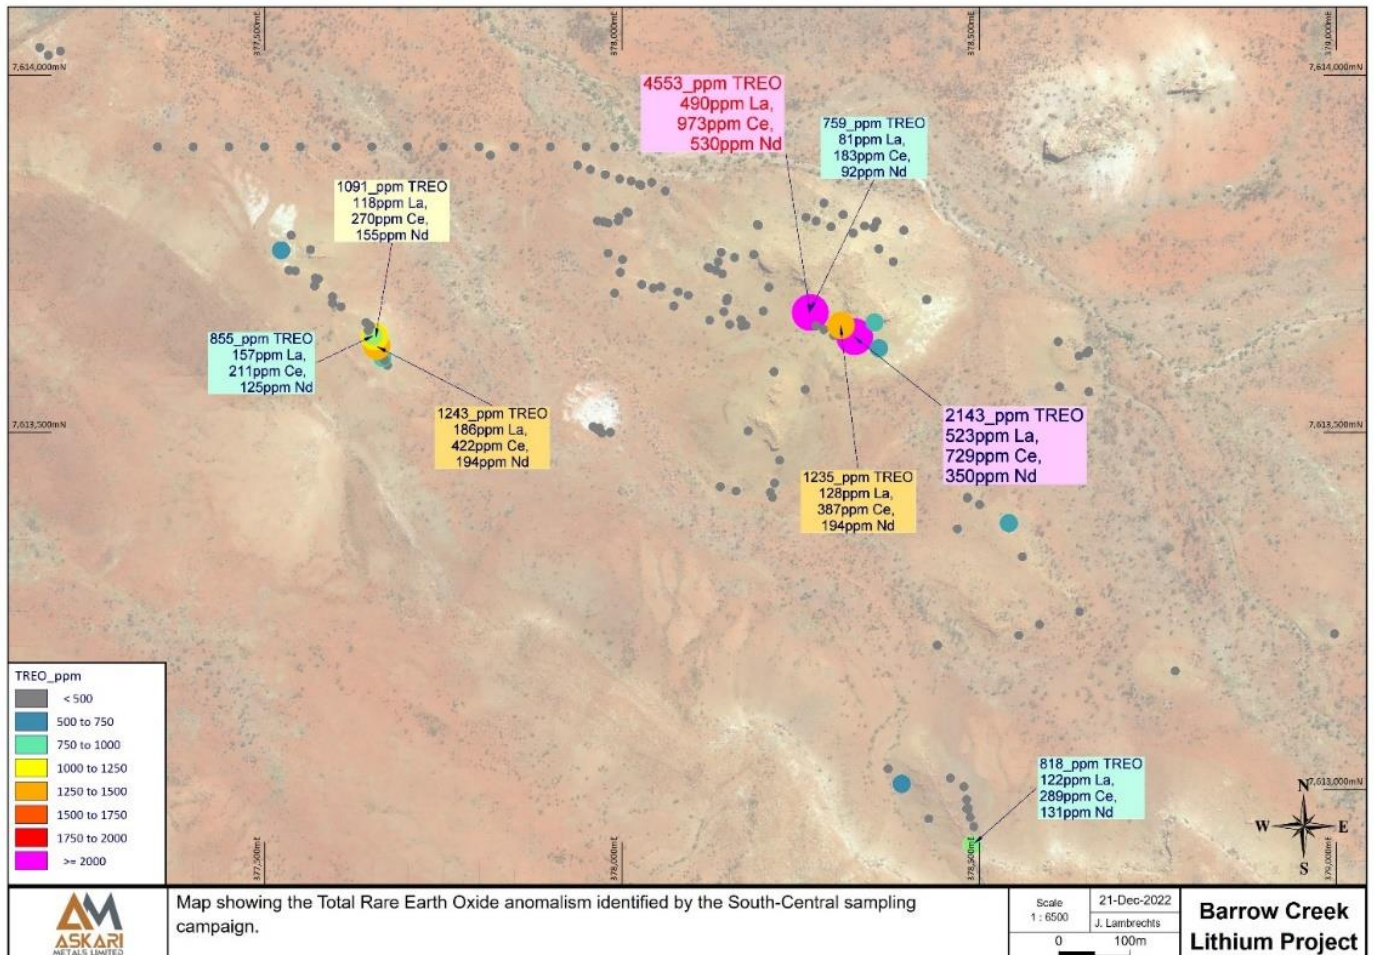 377,500mE
378,000mE
378,500mE
379,000mE
7,614,000mN
7,614,000mN
4553_ppm TREO
490ppm La,
973ppm Ce,
530ppm Nd
759_ppm TREO
81ppm La,
183ppm Ce,
92ppm Nd
1091_ppm TREO
118ppm La,
270ppm Ce,
155ppm Nd
855_ppm TREO
157ppm La,
211ppm Ce,
125ppm Nd
1243_ppm TREO
186ppm La,
422ppm Ce,
194ppm Nd
2143_ppm TREO
523ppm La,
729ppm Ce,
350ppm Nd
7,613,500mN
7,613,500mN
1235_ppm TREO
128ppm La,
387ppm Ce,
194ppm Nd
818_ppm TREO
122ppm La,
289ppm Ce,
131ppm Nd
7,613,000mN
N
W E
S
TREO_ppm
< 500
500 to 750
750 to 1000
1000 to 1250
1250 to 1500
1500 to 1750
1750 to 2000
>= 2000
377,500mE
378,000mE
378,500mE
379,000mE
AM
ASKARI
METALS LIMITED
Map showing the Total Rare Earth Oxide anomalism identified by the South-Central sampling
campaign.
Scale
1 : 6500
21-Dec-2022
J. Lambrechts
0 100m
Barrow Creek
Lithium Project